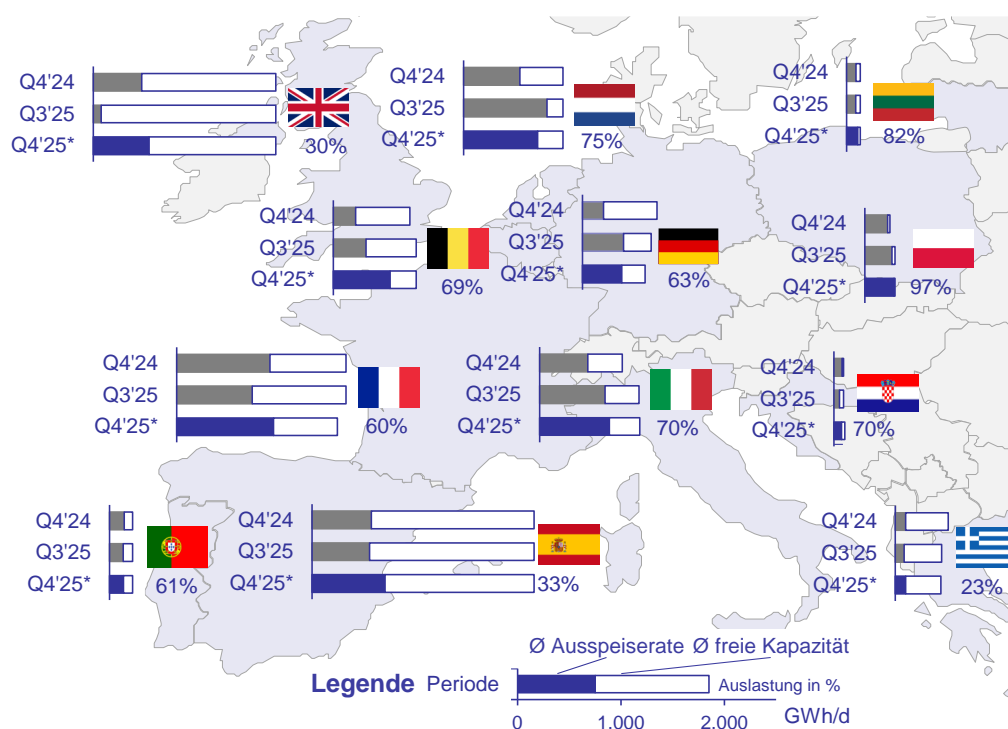 Q4'24
Q3'25
Q4'25*
30%
Q4'24
Q3'25
Q4'25*
75%
Q4'24
Q3'25
Q4'25*
82%
Q4'24
Q3'25
Q4'25*
69%
Q4'24
Q3'25
Q4'25*
63%
Q4'24
Q3'25
Q4'25*
97%
Q4'24
Q3'25
Q4'25*
60%
Q4'24
Q3'25
Q4'25*
70%
Q4'24
Q3'25
Q4'25*
70%
Q4'24
Q3'25
Q4'25*
61%
Q4'24
Q3'25
Q4'25*
33%
Q4'24
Q3'25
Q4'25*
23%
Ø Ausspeiserate Ø freie Kapazität
Legende Periode Auslastung in %
0 1.000 2.000 GWh/d